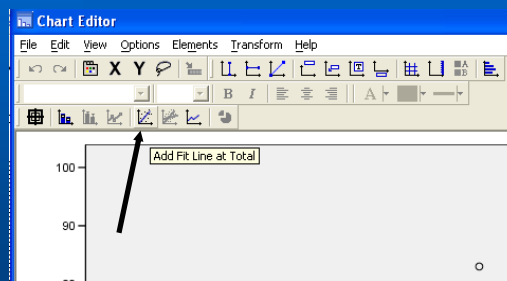 Chart Editor
File Edit View Options Elements Transform Help
X Y
B I A
Add Fit Line at Total
100
90